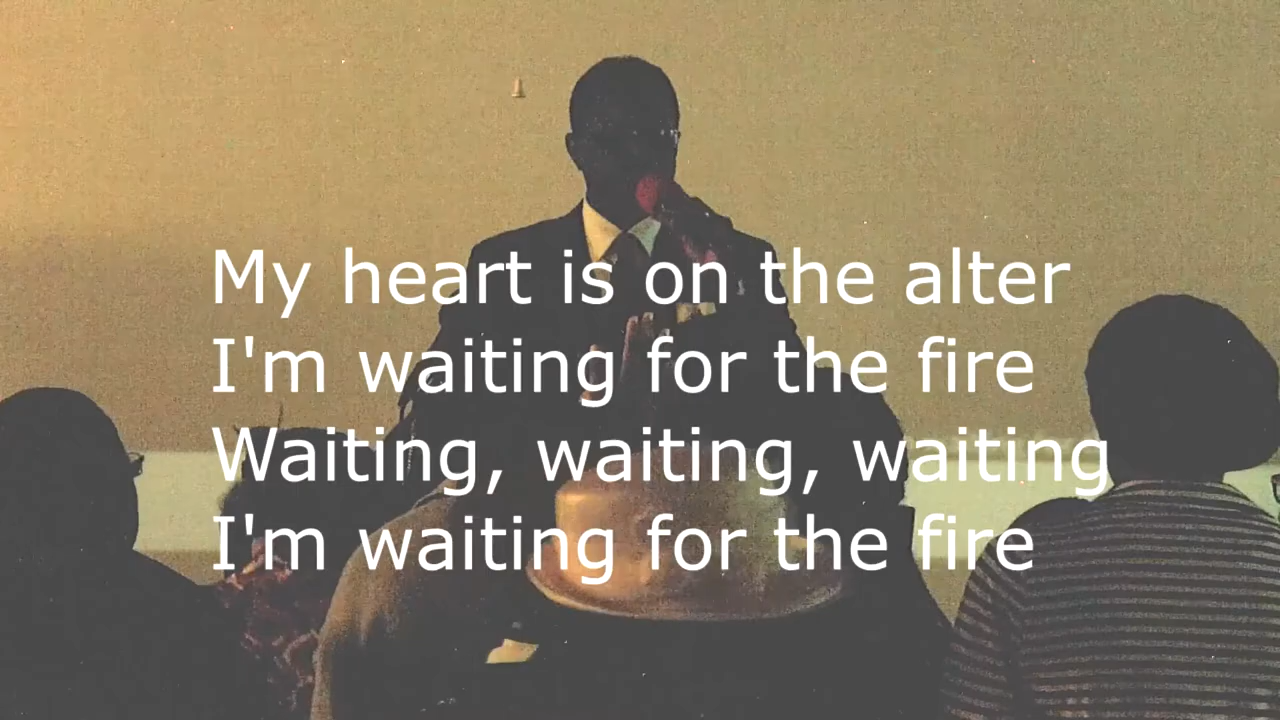 My heart is on the alter
I'm waiting for the fire
Waiting, waiting, waiting
I'm waiting for the fire